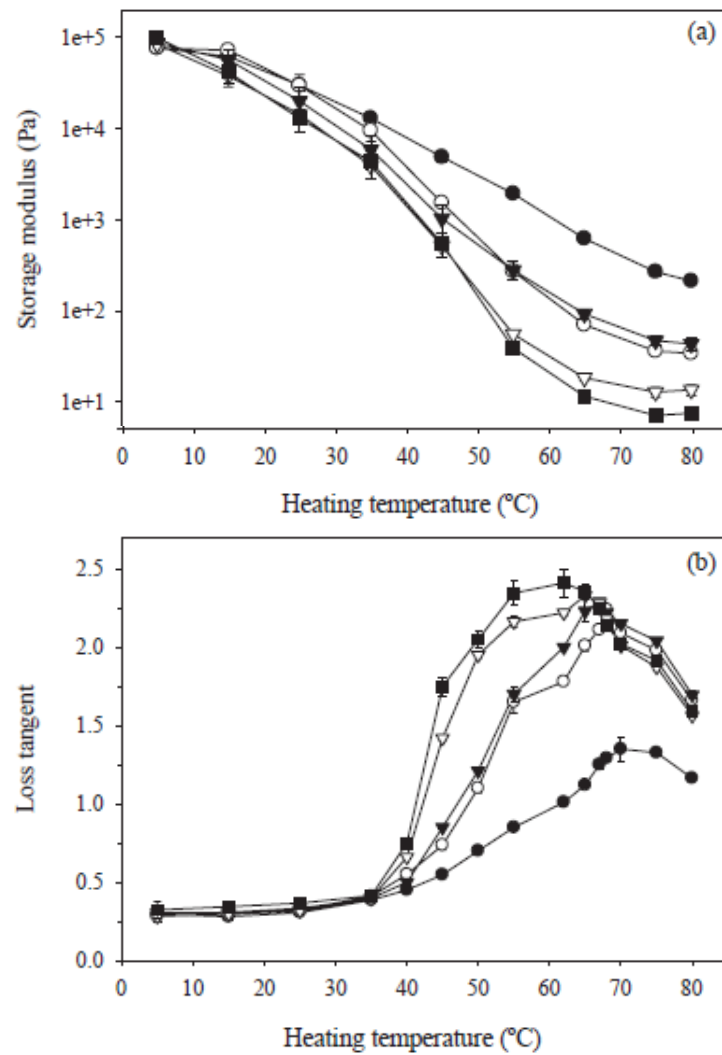 (a)
1e+5
1e+4
1e+3
1e+2
1e+1
Storage modulus (Pa)
0 10 20 30 40 50 60 70 80
Heating temperature (ºC)
(b)
2.5
2.0
1.5
1.0
0.5
0.0
Loss tangent
0 10 20 30 40 50 60 70 80
Heating temperature (ºC)